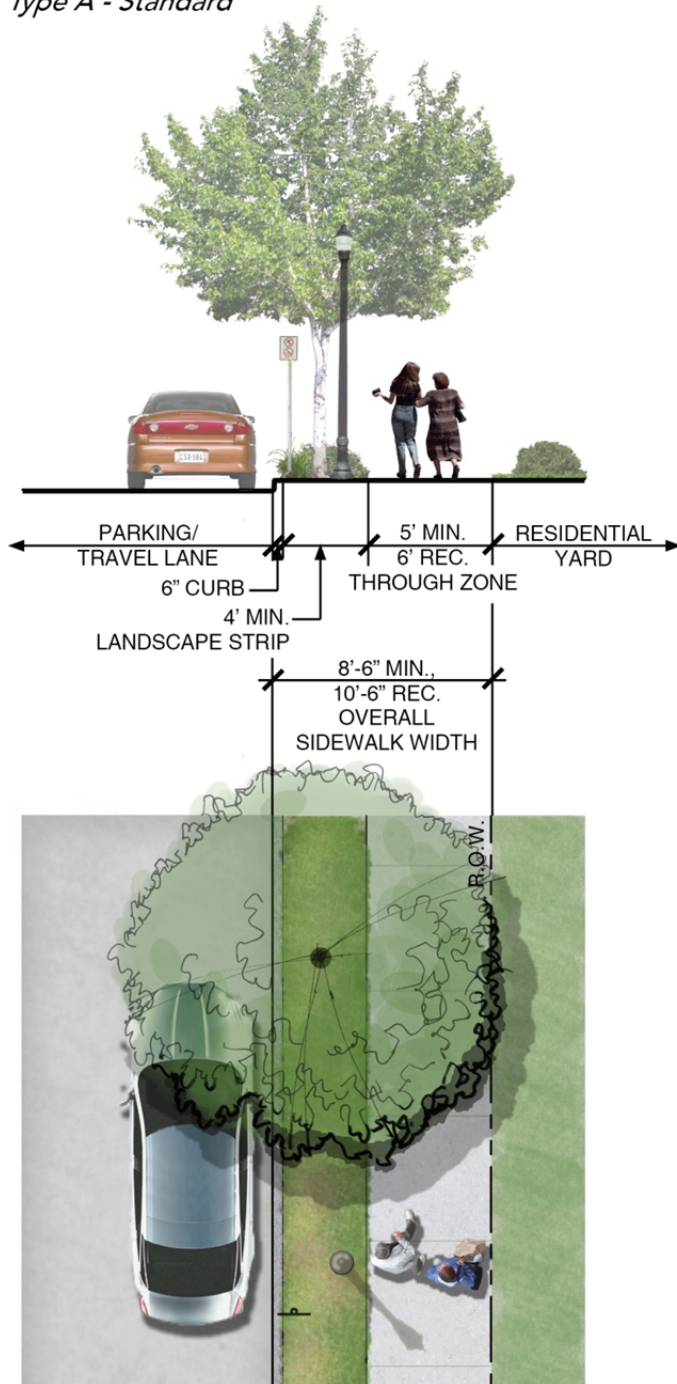 Type A - Standard
PARKING/
TRAVEL LANE
5’ MIN.
6’ REC.
THROUGH ZONE
RESIDENTIAL
YARD
6” CURB
4’ MIN.
LANDSCAPE STRIP
8’-6” MIN.,
10’-6” REC.
OVERALL
SIDEWALK WIDTH
R.O.W.